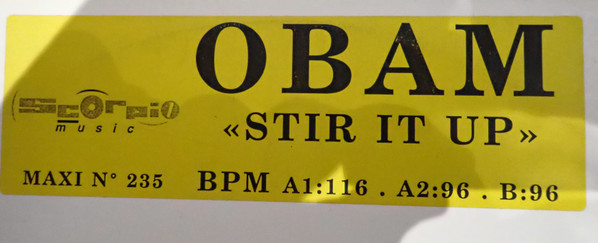 OBAM
Scorpio
music
«STIR IT UP»
MAXI N° 235
BPM A1:116 . A2:96 . B:96